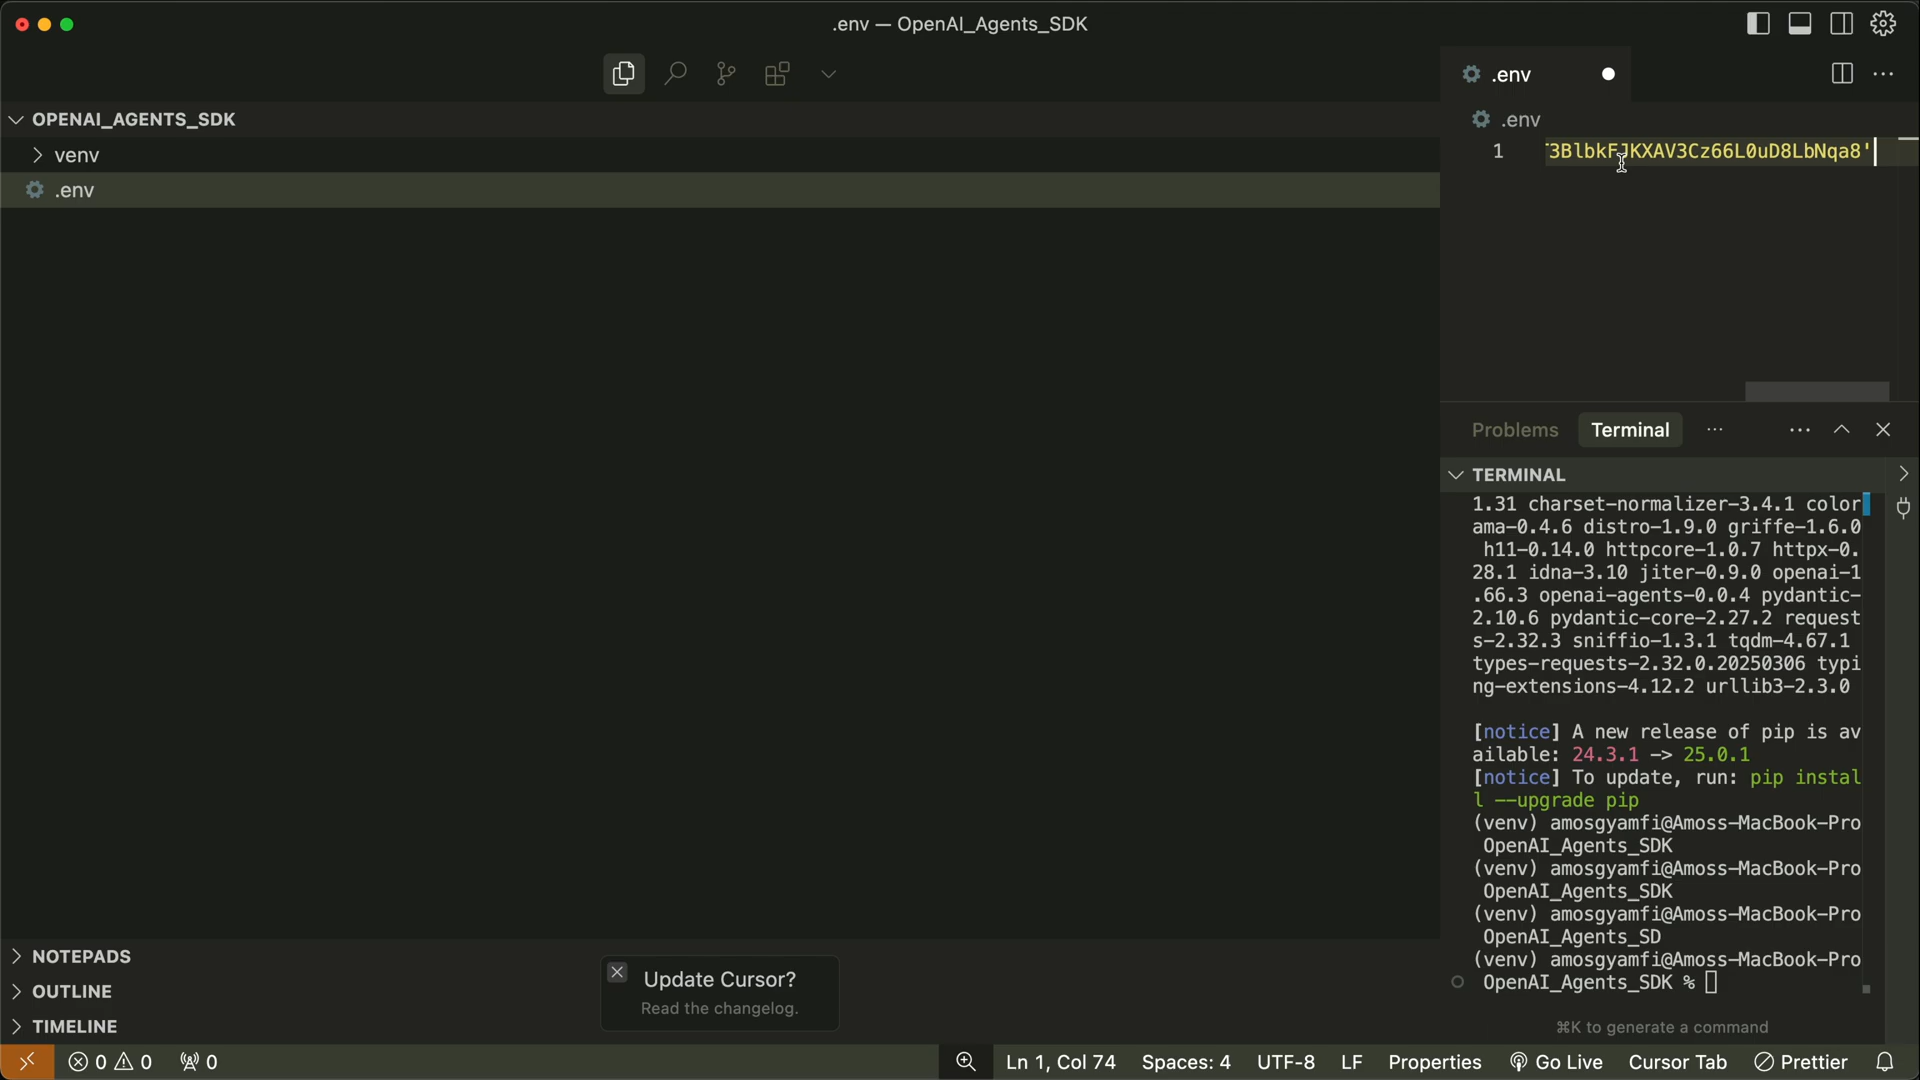 .env — OpenAI_Agents_SDK
.env
OPENAI_AGENTS_SDK
venv
.env
.env
1 T3BlbkFJKXAV3Cz66L0uD8LbNqa8'
Problems Terminal
TERMINAL
1.31 charset-normalizer-3.4.1 color
ama-0.4.6 distro-1.9.0 griffe-1.6.0
h11-0.14.0 httpcore-1.0.7 httpx-0.
28.1 idna-3.10 jiter-0.9.0 openai-1
.66.3 openai-agents-0.0.4 pydantic-
2.10.6 pydantic-core-2.27.2 request
s-2.32.3 sniffio-1.3.1 tqdm-4.67.1
types-requests-2.32.0.20250306 typi
ng-extensions-4.12.2 urllib3-2.3.0
[notice] A new release of pip is av
ailable: 24.3.1 -> 25.0.1
[notice] To update, run: pip instal
l --upgrade pip
(venv) amosgyamfi@Amoss-MacBook-Pro
OpenAI_Agents_SDK
(venv) amosgyamfi@Amoss-MacBook-Pro
OpenAI_Agents_SDK
(venv) amosgyamfi@Amoss-MacBook-Pro
OpenAI_Agents_SD
(venv) amosgyamfi@Amoss-MacBook-Pro
OpenAI_Agents_SDK %
⌘K to generate a command
NOTEPADS
OUTLINE
TIMELINE
Update Cursor?
Read the changelog.
0 0 0 Ln 1, Col 74 Spaces: 4 UTF-8 LF Properties Go Live Cursor Tab Prettier